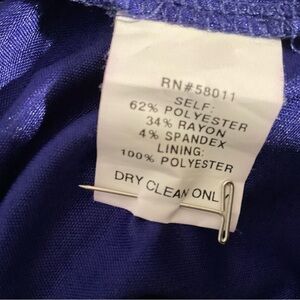 RN#58011
SELF:
62% POLYESTER
34% RAYON
4% SPANDEX
LINING:
100% POLYESTER
DRY CLEAN ONL